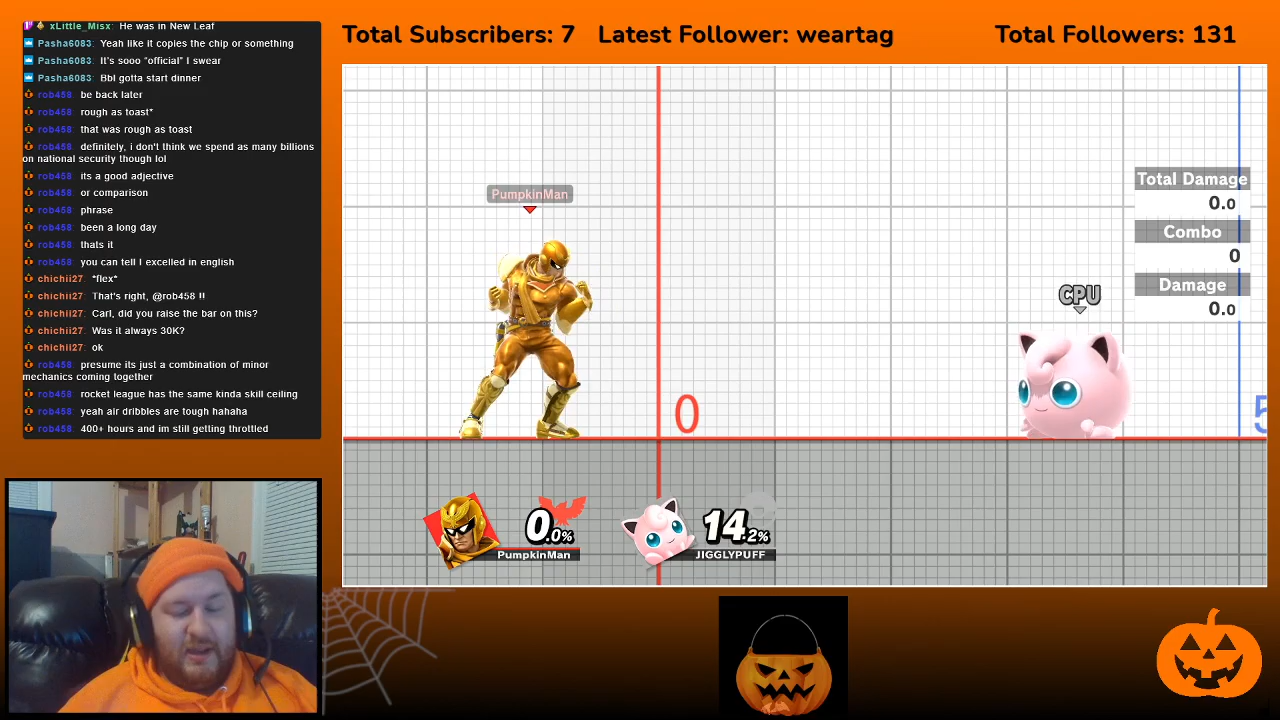 xLittle_Misx: He was in New Leaf
Pasha6083: Yeah like it copies the chip or something
Pasha6083: It's sooo "official" I swear
Pasha6083: Bbl gotta start dinner
rob458: be back later
rob458: rough as toast*
rob458: that was rough as toast
rob458: definitely, i don't think we spend as many billions
on national security though lol
rob458: its a good adjective
rob458: or comparison
rob458: phrase
rob458: been a long day
rob458: thats it
rob458: you can tell I excelled in english
chichii27: *flex*
chichii27: That's right, @rob458 !!
chichii27: Carl, did you raise the bar on this?
chichii27: Was it always 30K?
chichii27: ok
rob458: presume its just a combination of minor
mechanics coming together
rob458: rocket league has the same kinda skill ceiling
rob458: yeah air dribbles are tough hahaha
rob458: 400+ hours and im still getting throttled
Total Subscribers: 7 Latest Follower: weartag Total Followers: 131
PumpkinMan
Total Damage
0.0
Combo
0
Damage
0.0
CPU
0
5
0.0%
PumpkinMan
14.2%
JIGGLYPUFF